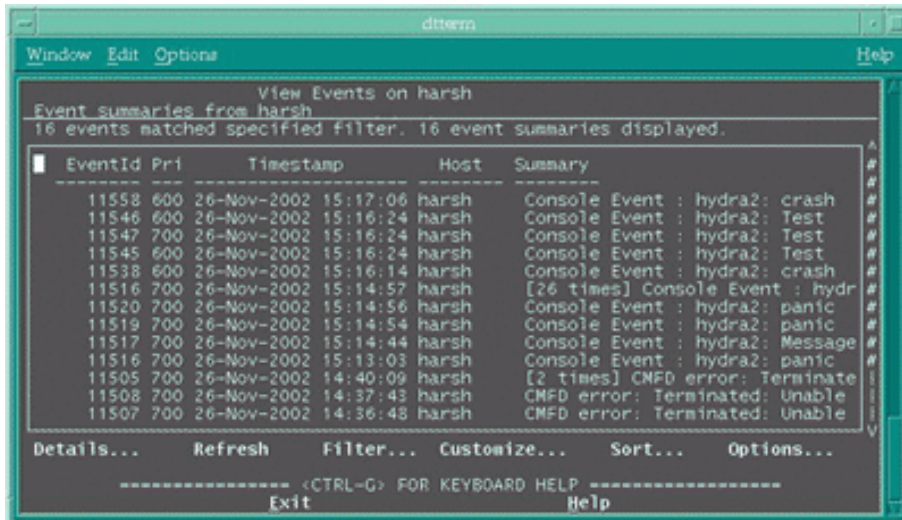 dtterm
Window Edit Options Help
View Events on harsh
Event summaries from harsh
16 events matched specified filter. 16 event summaries displayed.
EventId Pri Timestamp Host Summary
-------- --- -------------------- -------- --------
11558 600 26-Nov-2002 15:17:06 harsh Console Event : hydra2: crash #
11546 600 26-Nov-2002 15:16:24 harsh Console Event : hydra2: Test #
11547 700 26-Nov-2002 15:16:24 harsh Console Event : hydra2: Test #
11545 600 26-Nov-2002 15:16:24 harsh Console Event : hydra2: Test #
11538 600 26-Nov-2002 15:16:14 harsh Console Event : hydra2: crash #
11516 700 26-Nov-2002 15:14:57 harsh [26 times] Console Event : hydr #
11520 700 26-Nov-2002 15:14:56 harsh Console Event : hydra2: panic #
11519 700 26-Nov-2002 15:14:54 harsh Console Event : hydra2: panic #
11517 700 26-Nov-2002 15:14:44 harsh Console Event : hydra2: Message #
11516 700 26-Nov-2002 15:13:03 harsh Console Event : hydra2: panic #
11505 700 26-Nov-2002 14:40:09 harsh [2 times] CMFD error: Terminate
11508 700 26-Nov-2002 14:37:43 harsh CMFD error: Terminated: Unable
11507 700 26-Nov-2002 14:36:48 harsh CMFD error: Terminated: Unable
Details... Refresh Filter... Customize... Sort... Options...
---------------- <CTRL-G> FOR KEYBOARD HELP ------------------
Exit Help